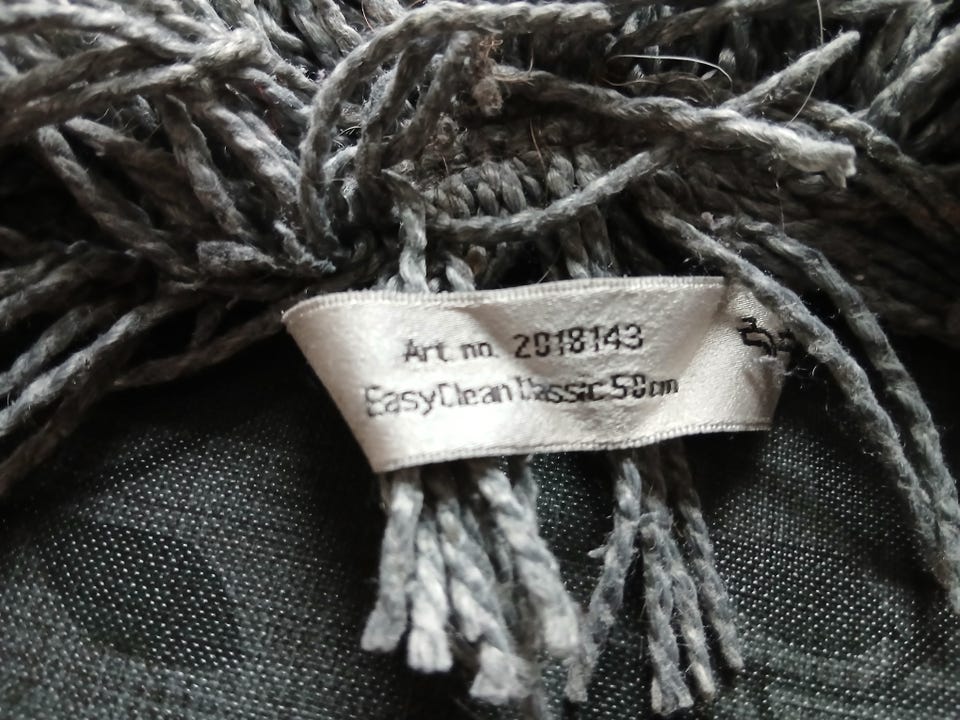 Art. no. 2018143
EasyClean Classic 50cm